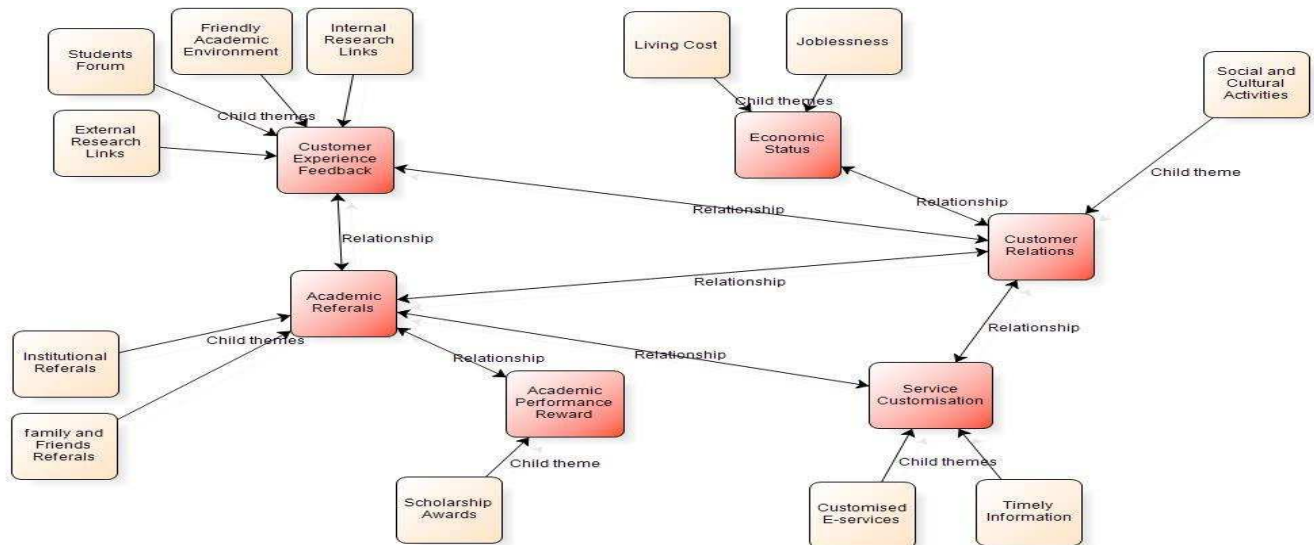 Students
Forum
Friendly
Academic
Environment
Internal
Research
Links
Living Cost
Joblessness
Social and
Cultural
Activities
External
Research
Links
Child themes
Customer
Experience
Feedback
Child themes
Economic
Status
Child theme
Relationship
Relationship
Customer
Relations
Relationship
Relationship
Academic
Referals
Relationship
Institutional
Referals
Child themes
Relationship
Relationship
Academic
Performance
Reward
Service
Customisation
family and
Friends
Referals
Child theme
Scholarship
Awards
Child themes
Customised
E-services
Timely
Information